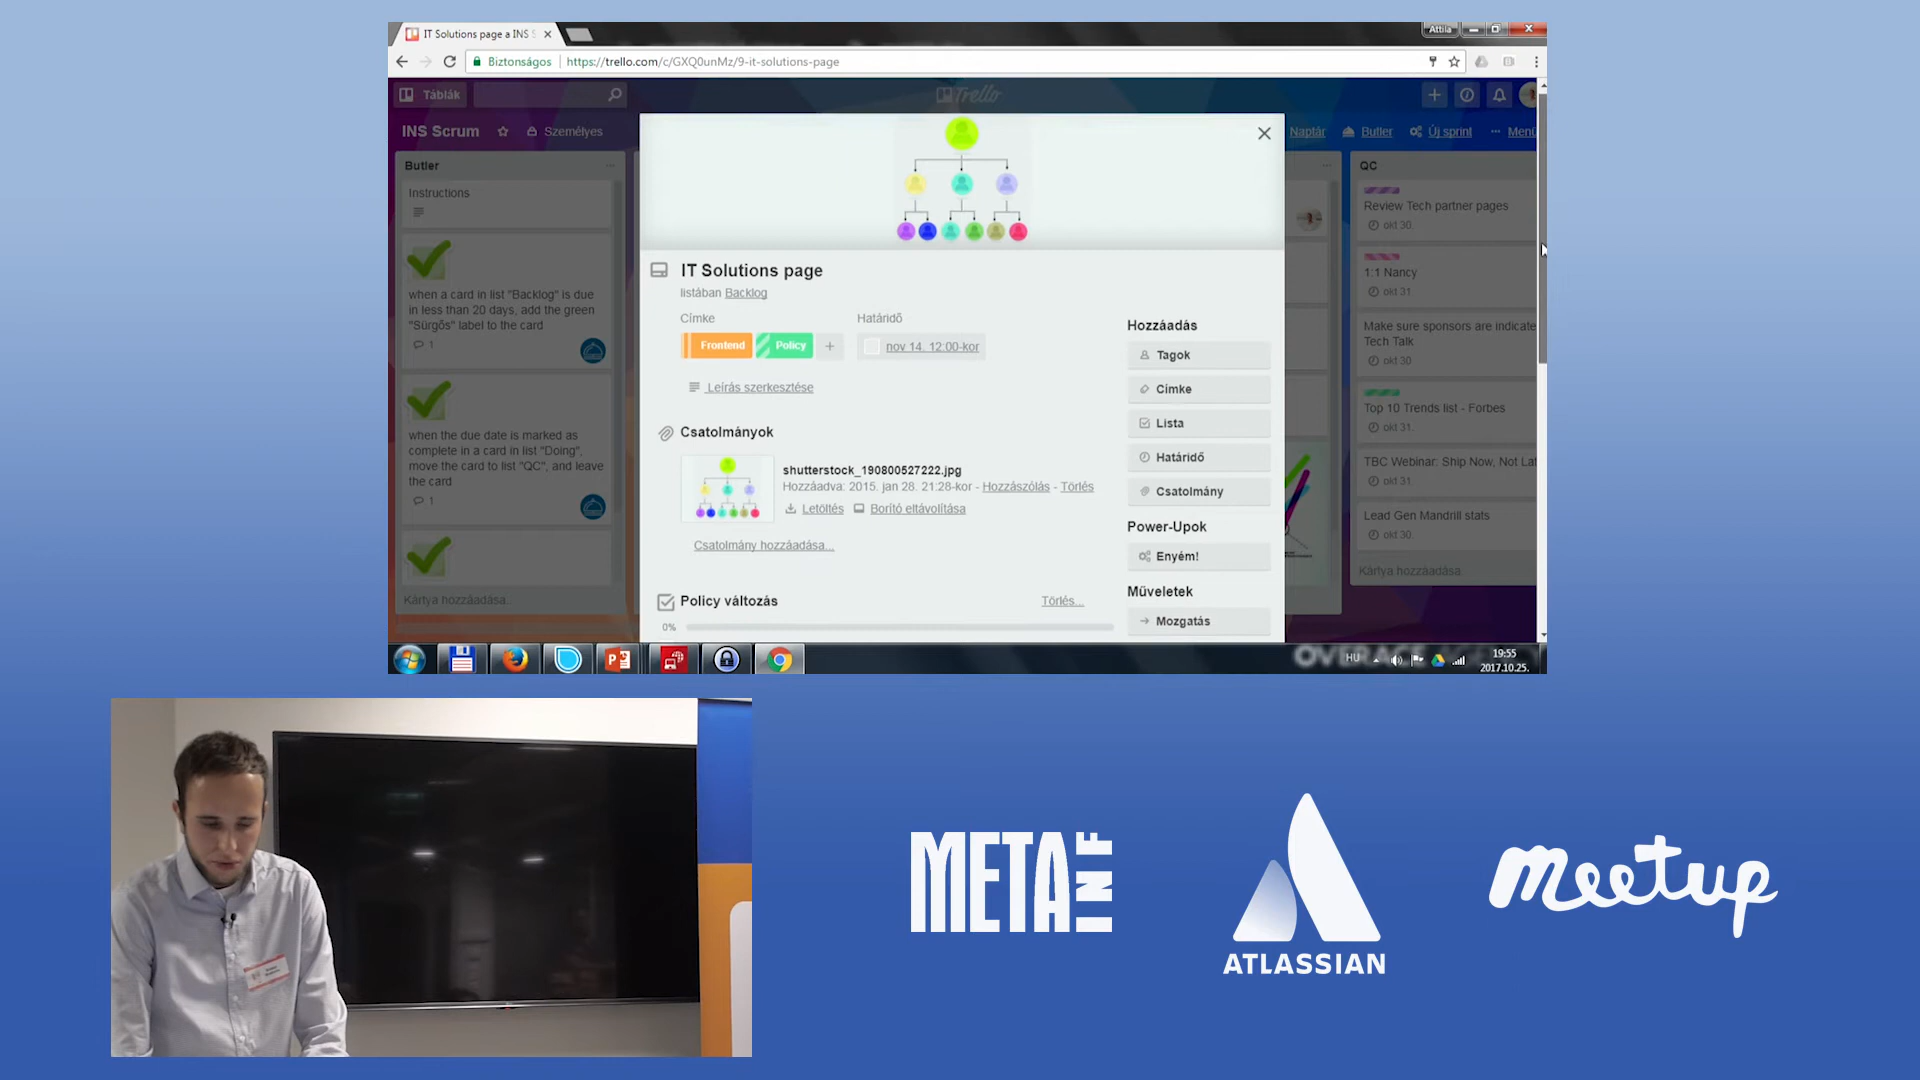 IT Solutions page a INS S
Attila
Biztonságos
https://trello.com/c/GXQ0unMz/9-it-solutions-page
Táblák
Trello
INS Scrum
Személyes
Naptár
Butler
Új sprint
Menü
Butler
Instructions
when a card in list "Backlog" is due
in less than 20 days, add the green
"Sürgős" label to the card
1
when the due date is marked as
complete in a card in list "Doing",
move the card to list "QC", and leave
the card
1
Kártya hozzáadása..
IT Solutions page
listában Backlog
Címke
Határidő
Frontend
Policy
+
nov 14. 12:00-kor
Leírás szerkesztése
Csatolmányok
shutterstock_190800527222.jpg
Hozzáadva: 2015. jan 28. 21:28-kor - Hozzászólás - Törlés
Letöltés
Borító eltávolítása
Csatolmány hozzáadása...
Policy változás
Törlés...
0%
Hozzáadás
Tagok
Címke
Lista
Határidő
Csatolmány
Power-Upok
Enyém!
Műveletek
Mozgatás
QC
Review Tech partner pages
okt 30.
1:1 Nancy
okt 31.
Make sure sponsors are indicate
Tech Talk
okt 30
Top 10 Trends list - Forbes
okt 31.
TBC Webinar: Ship Now, Not Lat
okt 31.
Lead Gen Mandrill stats
okt 30.
Kártya hozzáadása
HU
19:55
2017.10.25.
META
INF
ATLASSIAN
meetup